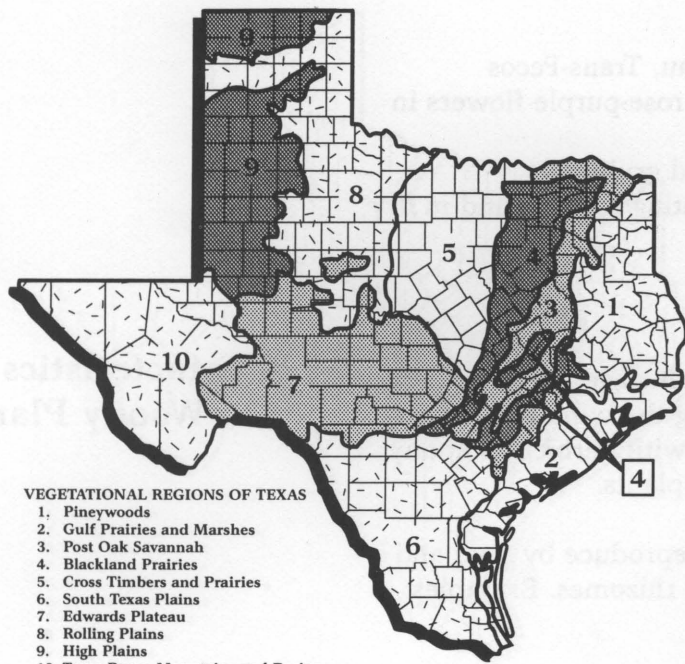 9
9
8
5
4
3
1
10
7
2
4
6
VEGETATIONAL REGIONS OF TEXAS
1. Pineywoods
2. Gulf Prairies and Marshes
3. Post Oak Savannah
4. Blackland Prairies
5. Cross Timbers and Prairies
6. South Texas Plains
7. Edwards Plateau
8. Rolling Plains
9. High Plains